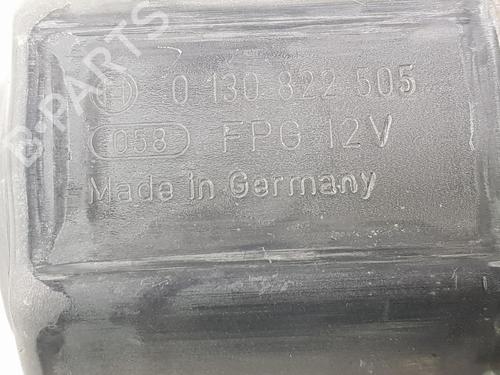 0 130 822 505
058 FPG 12V
Made in Germany
B-PARTS